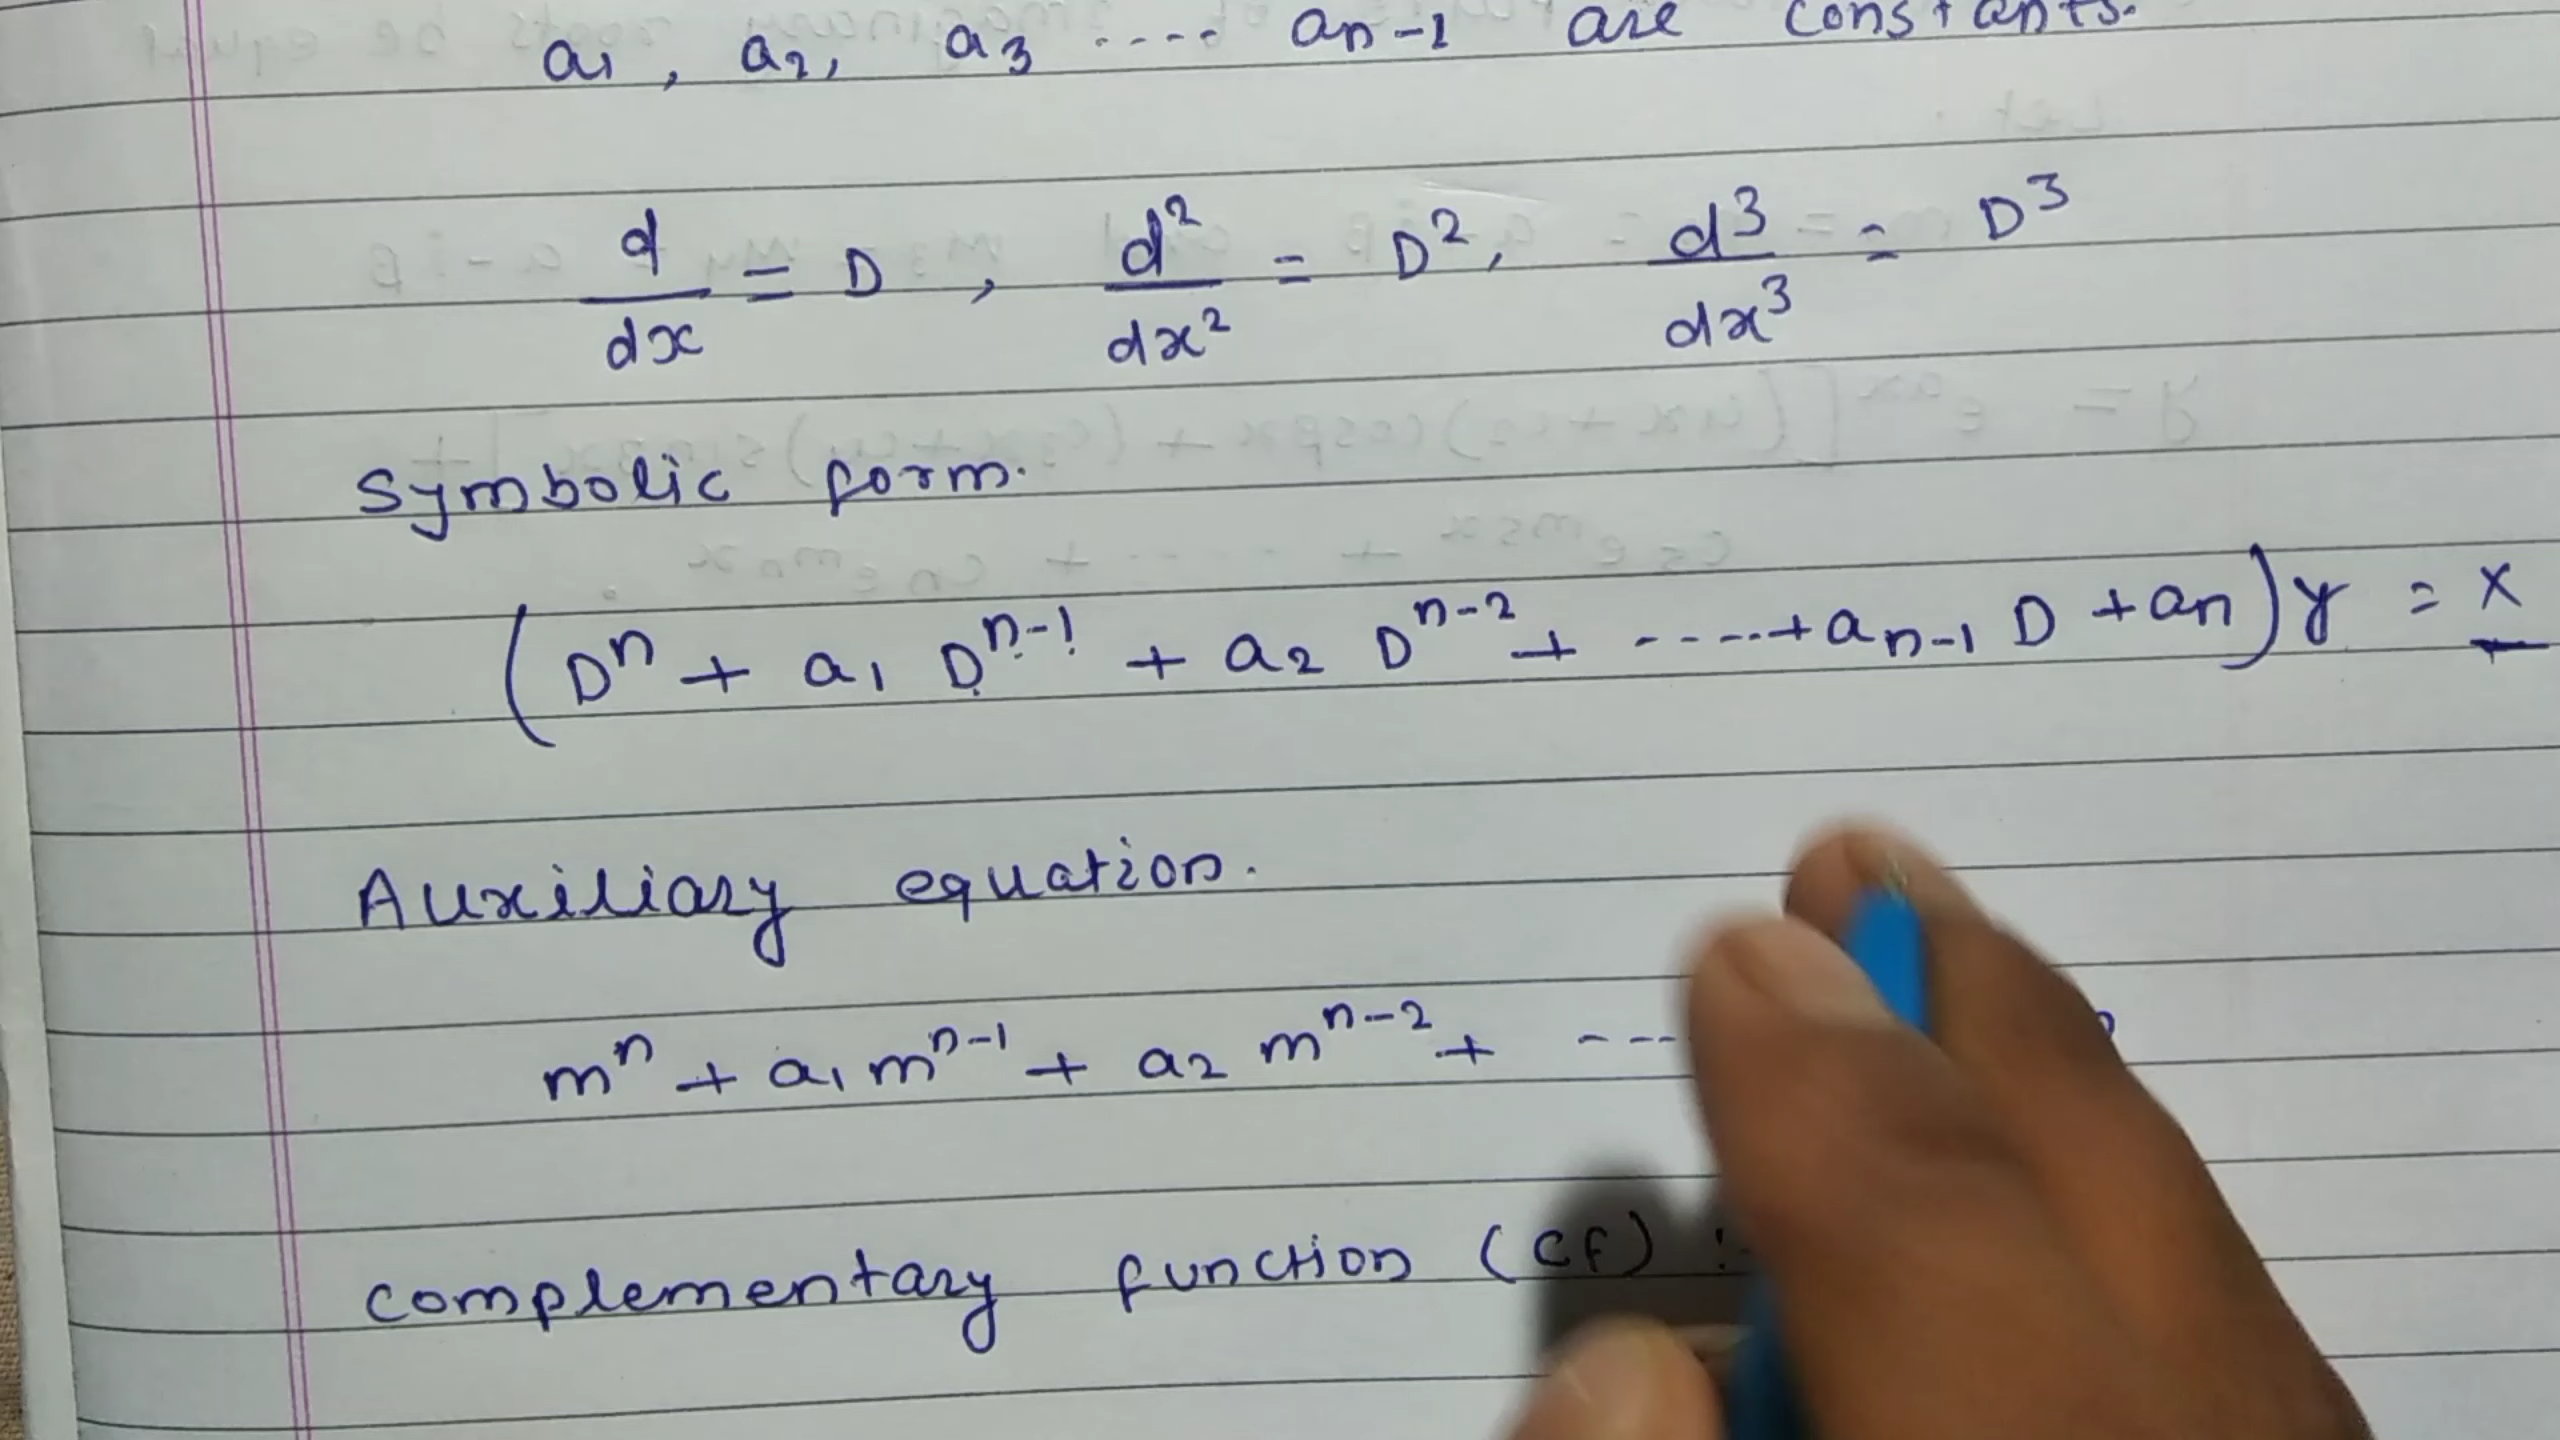 a1, a2, a3 .... an-1 are constants.
d/dx = D, d²/dx² = D², d³/dx³ = D³
Symbolic form.
(Dⁿ + a1 Dⁿ⁻¹ + a2 Dⁿ⁻² + .....+ an-1 D + an) y = X
Auxiliary equation.
mⁿ + a1 mⁿ⁻¹ + a2 mⁿ⁻² + ---
complementary function (CF) :-